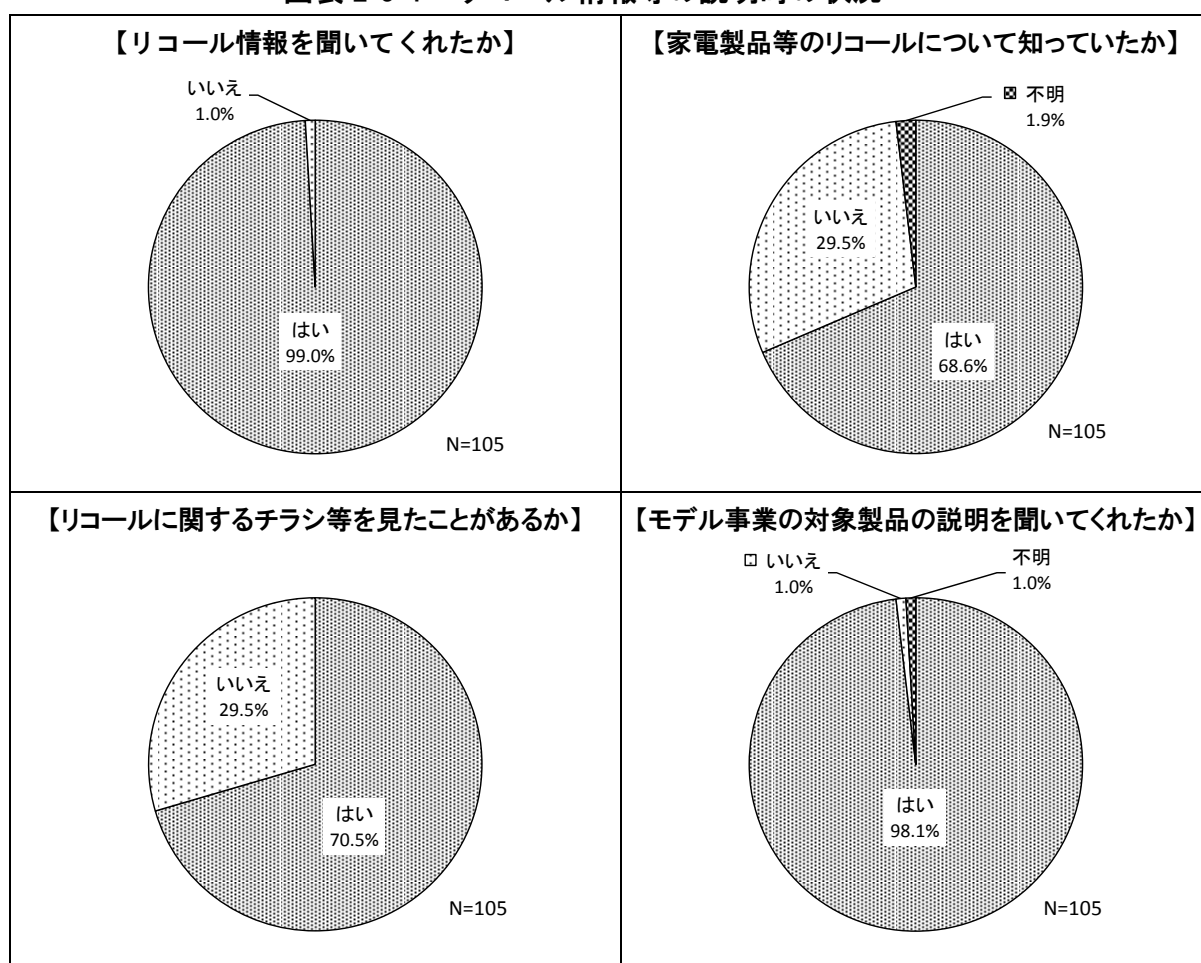 【リコール情報を聞いてくれたか】
いいえ
1.0%
はい
99.0%
N=105
【家電製品等のリコールについて知っていたか】
不明
1.9%
いいえ
29.5%
はい
68.6%
N=105
【リコールに関するチラシ等を見たことがあるか】
いいえ
29.5%
はい
70.5%
N=105
【モデル事業の対象製品の説明を聞いてくれたか】
いいえ
1.0%
不明
1.0%
はい
98.1%
N=105